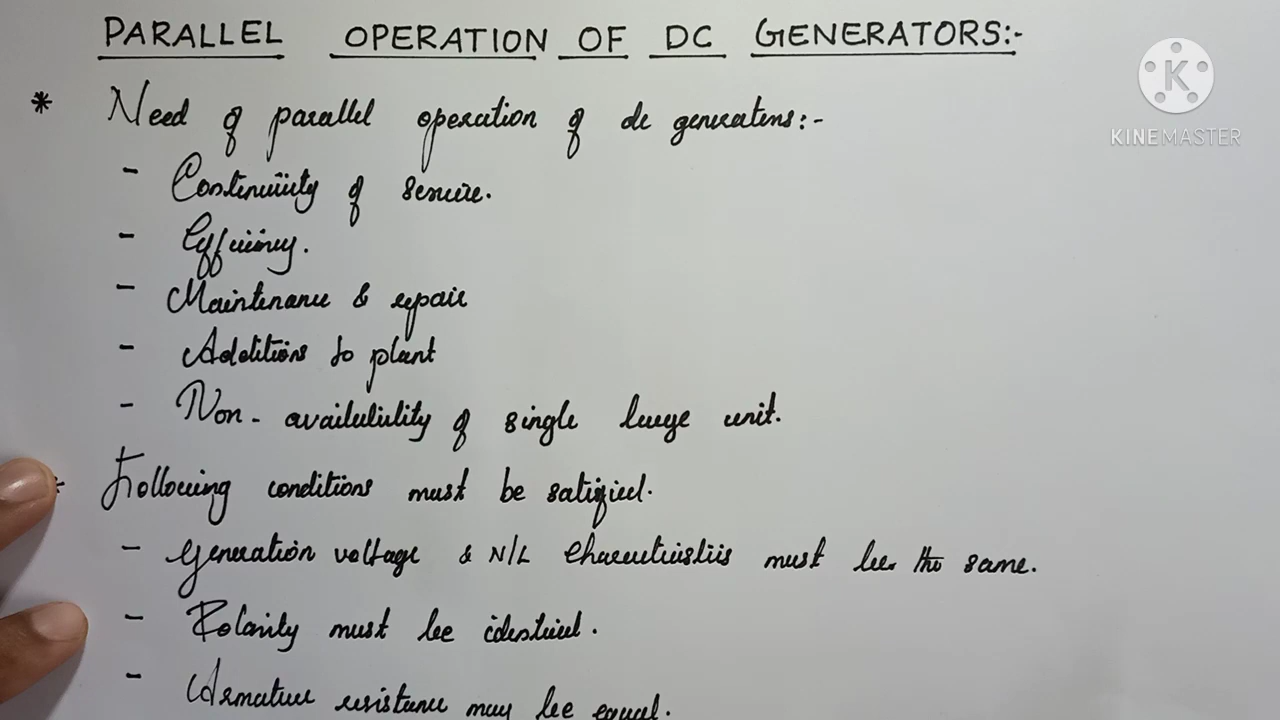 PARALLEL OPERATION OF DC GENERATORS:-
* Need of parallel operation of dc generators:-
- Continuity of service.
- Efficiency.
- Maintenance & repair
- Additions to plant
- Non-availability of single large unit.
* Following conditions must be satisfied.
- Generation voltage & N/L Characteristics must be the same.
- Polarity must be identical.
- Armature resistance may be equal.
K
KINEMASTER